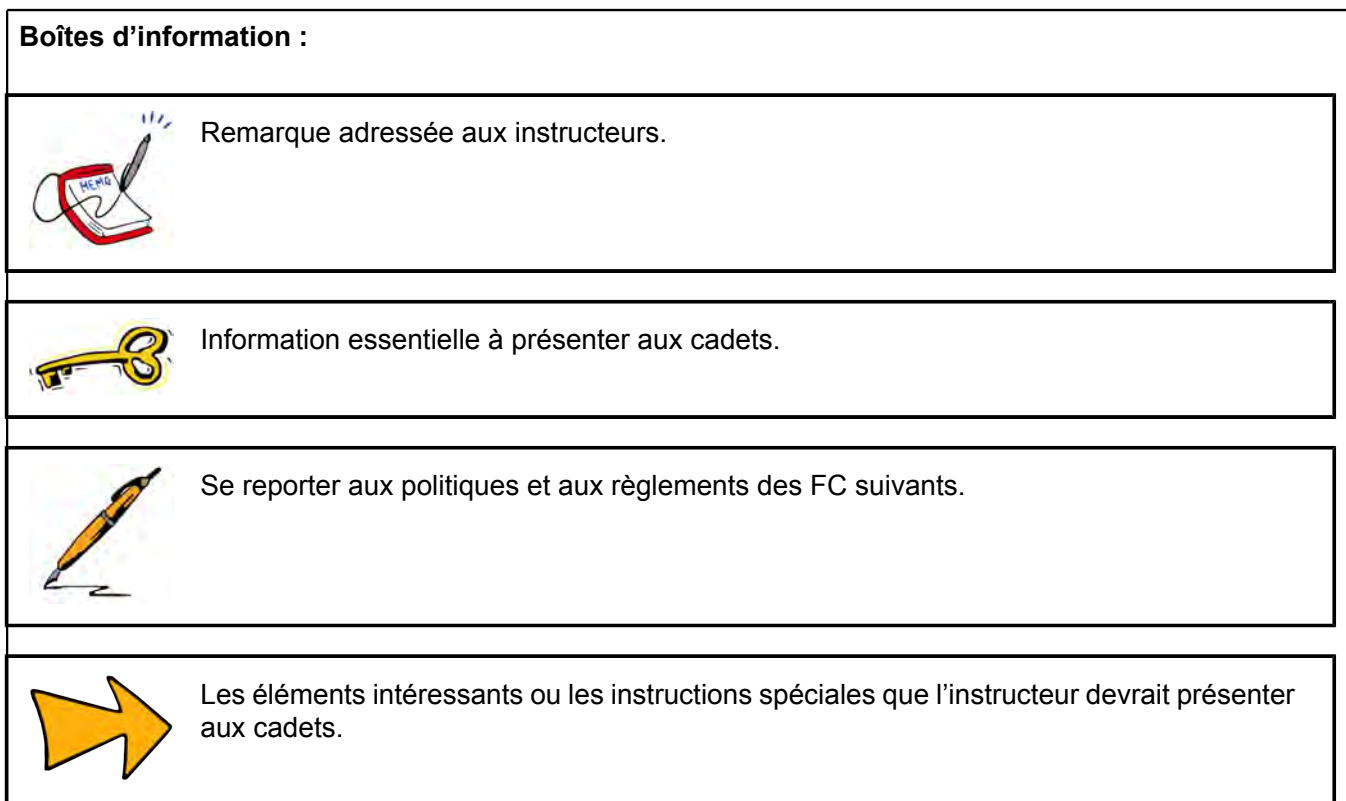 Boîtes d’information :
MEMO
Remarque adressée aux instructeurs.
Information essentielle à présenter aux cadets.
Se reporter aux politiques et aux règlements des FC suivants.
Les éléments intéressants ou les instructions spéciales que l’instructeur devrait présenter
aux cadets.